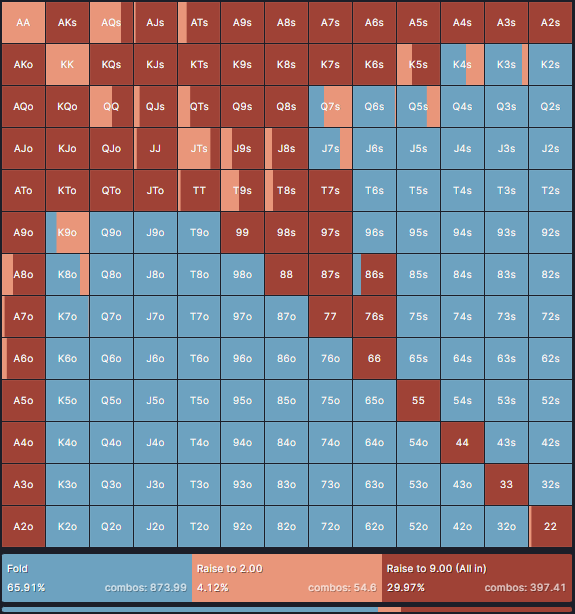 AA AKs AQs AJs ATs A9s A8s A7s A6s A5s A4s A3s A2s
AKo KK KQs KJs KTs K9s K8s K7s K6s K5s K4s K3s K2s
AQo KQo QQ QJs QTs Q9s Q8s Q7s Q6s Q5s Q4s Q3s Q2s
AJo KJo QJo JJ JTs J9s J8s J7s J6s J5s J4s J3s J2s
ATo KTo QTo JTo TT T9s T8s T7s T6s T5s T4s T3s T2s
A9o K9o Q9o J9o T9o 99 98s 97s 96s 95s 94s 93s 92s
A8o K8o Q8o J8o T8o 98o 88 87s 86s 85s 84s 83s 82s
A7o K7o Q7o J7o T7o 97o 87o 77 76s 75s 74s 73s 72s
A6o K6o Q6o J6o T6o 96o 86o 76o 66 65s 64s 63s 62s
A5o K5o Q5o J5o T5o 95o 85o 75o 65o 55 54s 53s 52s
A4o K4o Q4o J4o T4o 94o 84o 74o 64o 54o 44 43s 42s
A3o K3o Q3o J3o T3o 93o 83o 73o 63o 53o 43o 33 32s
A2o K2o Q2o J2o T2o 92o 82o 72o 62o 52o 42o 32o 22
Fold Raise to 2.00 Raise to 9.00 (All in)
65.91% combos: 873.99 4.12% combos: 54.6 29.97% combos: 397.41